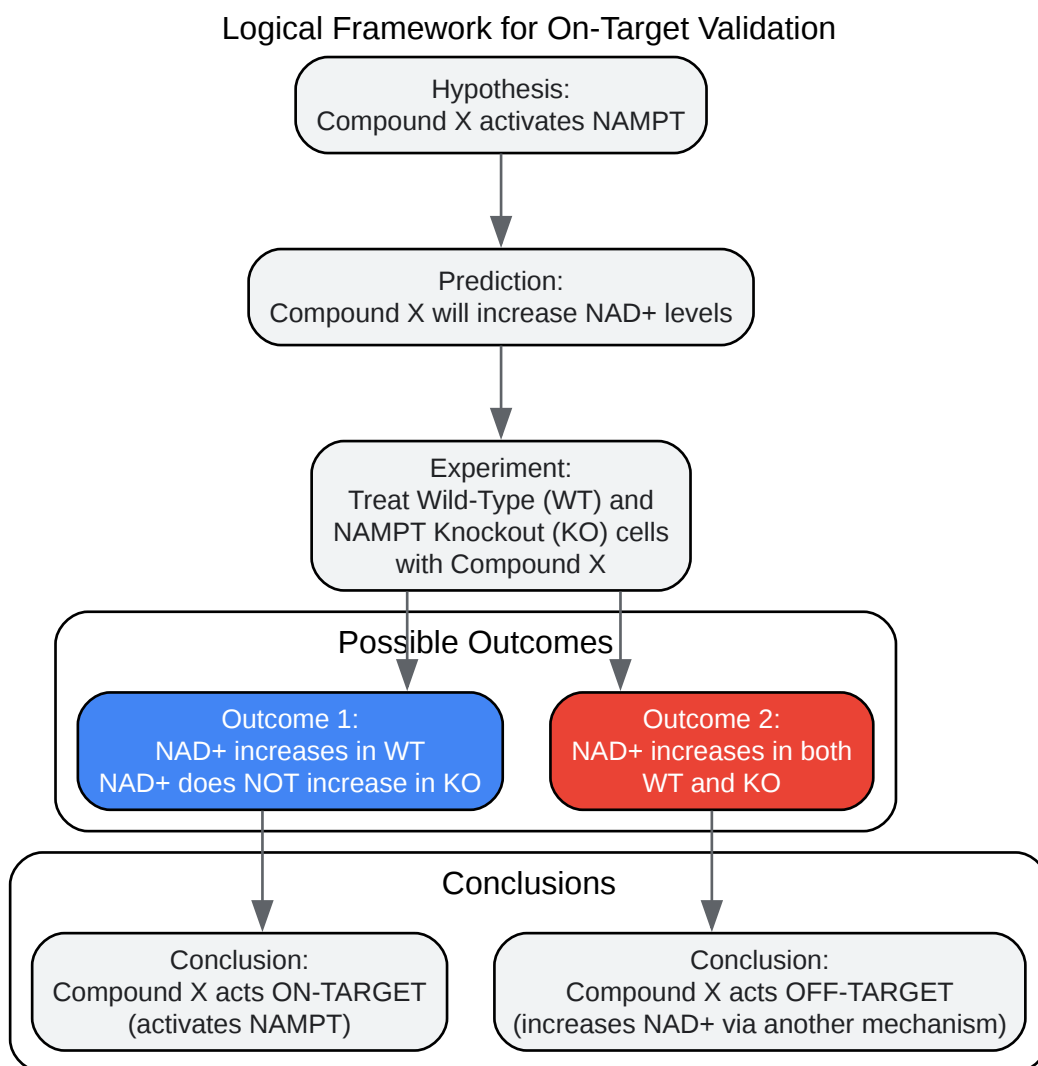 Logical Framework for On-Target Validation
Hypothesis:
Compound X activates NAMPT
Prediction:
Compound X will increase NAD+ levels
Experiment:
Treat Wild-Type (WT) and
NAMPT Knockout (KO) cells
with Compound X
Possible Outcomes
Outcome 1:
NAD+ increases in WT
NAD+ does NOT increase in KO
Outcome 2:
NAD+ increases in both
WT and KO
Conclusions
Conclusion:
Compound X acts ON-TARGET
(activates NAMPT)
Conclusion:
Compound X acts OFF-TARGET
(increases NAD+ via another mechanism)